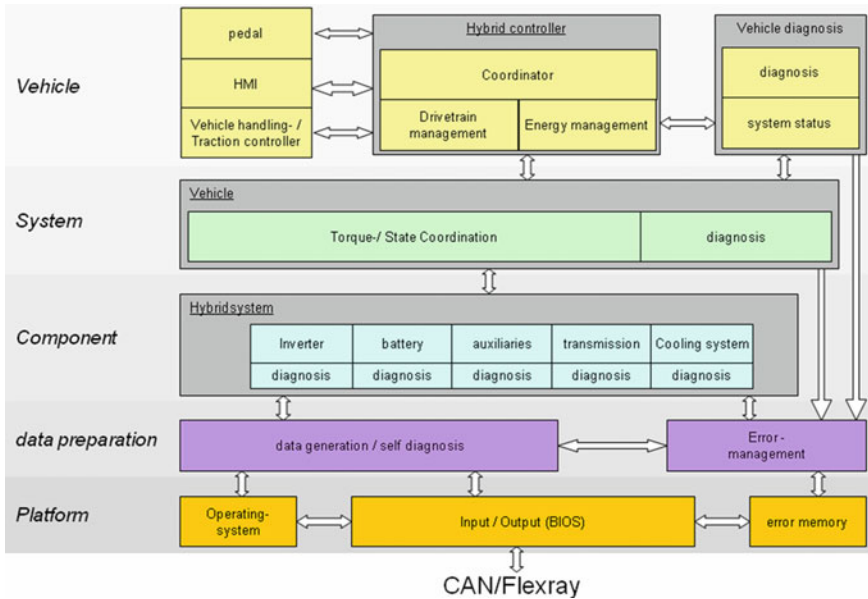 Vehicle
pedal
HMI
Vehicle handling- /
Traction controller
Hybrid controller
Coordinator
Drivetrain
management
Energy management
Vehicle diagnosis
diagnosis
system status
System
Vehicle
Torque-/ State Coordination
diagnosis
Component
Hybridsystem
Inverter
battery
auxiliaries
transmission
Cooling system
diagnosis
diagnosis
diagnosis
diagnosis
diagnosis
data preparation
data generation / self diagnosis
Error-
management
Platform
Operating-
system
Input / Output (BIOS)
error memory
CAN/Flexray